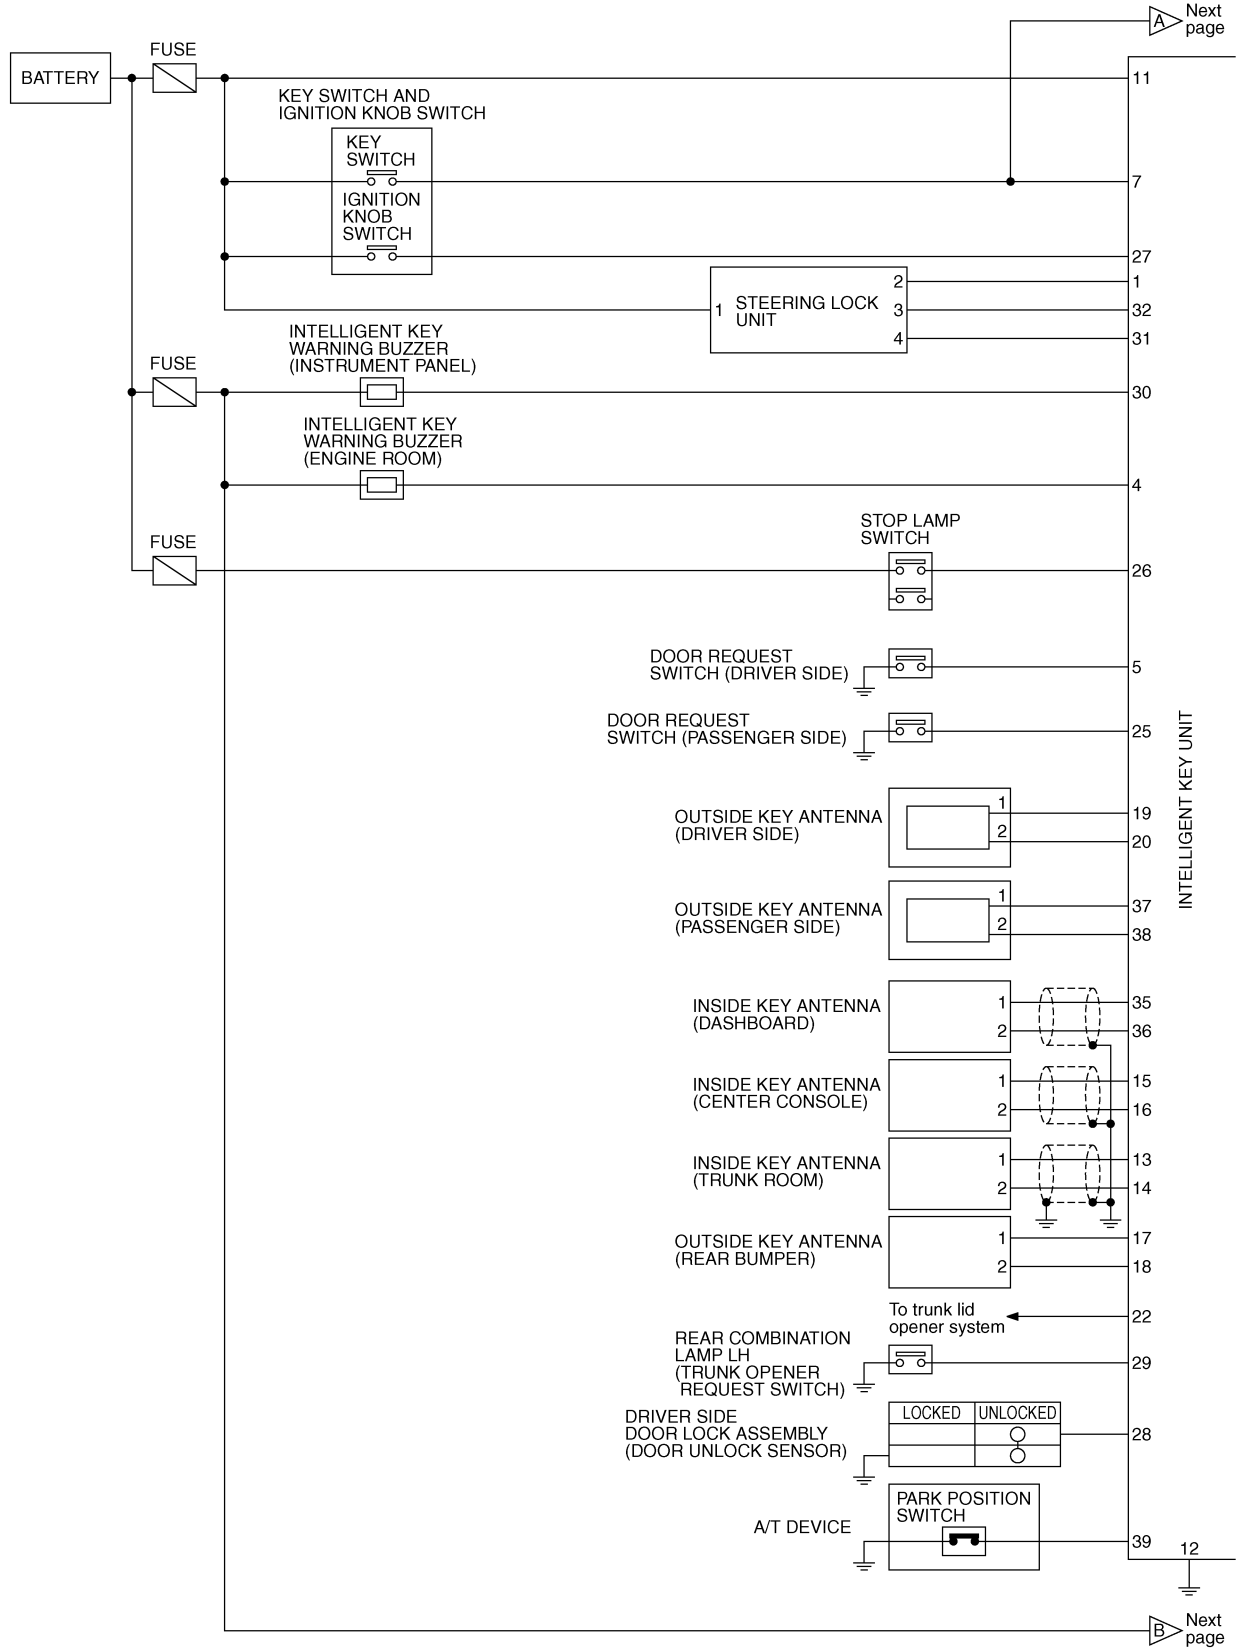 A
Next
page
BATTERY
FUSE
11
KEY SWITCH AND
IGNITION KNOB SWITCH
KEY
SWITCH
7
IGNITION
KNOB
SWITCH
27
1
STEERING LOCK
UNIT
2
3
4
1
32
31
INTELLIGENT KEY
WARNING BUZZER
(INSTRUMENT PANEL)
FUSE
30
INTELLIGENT KEY
WARNING BUZZER
(ENGINE ROOM)
4
STOP LAMP
SWITCH
FUSE
26
DOOR REQUEST
SWITCH (DRIVER SIDE)
5
DOOR REQUEST
SWITCH (PASSENGER SIDE)
25
INTELLIGENT KEY UNIT
OUTSIDE KEY ANTENNA
(DRIVER SIDE)
1
2
19
20
OUTSIDE KEY ANTENNA
(PASSENGER SIDE)
1
2
37
38
INSIDE KEY ANTENNA
(DASHBOARD)
1
2
35
36
INSIDE KEY ANTENNA
(CENTER CONSOLE)
1
2
15
16
INSIDE KEY ANTENNA
(TRUNK ROOM)
1
2
13
14
OUTSIDE KEY ANTENNA
(REAR BUMPER)
1
2
17
18
To trunk lid
opener system
22
REAR COMBINATION
LAMP LH
(TRUNK OPENER
REQUEST SWITCH)
29
DRIVER SIDE
DOOR LOCK ASSEMBLY
(DOOR UNLOCK SENSOR)
LOCKED UNLOCKED
28
A/T DEVICE
PARK POSITION
SWITCH
39
12
B
Next
page